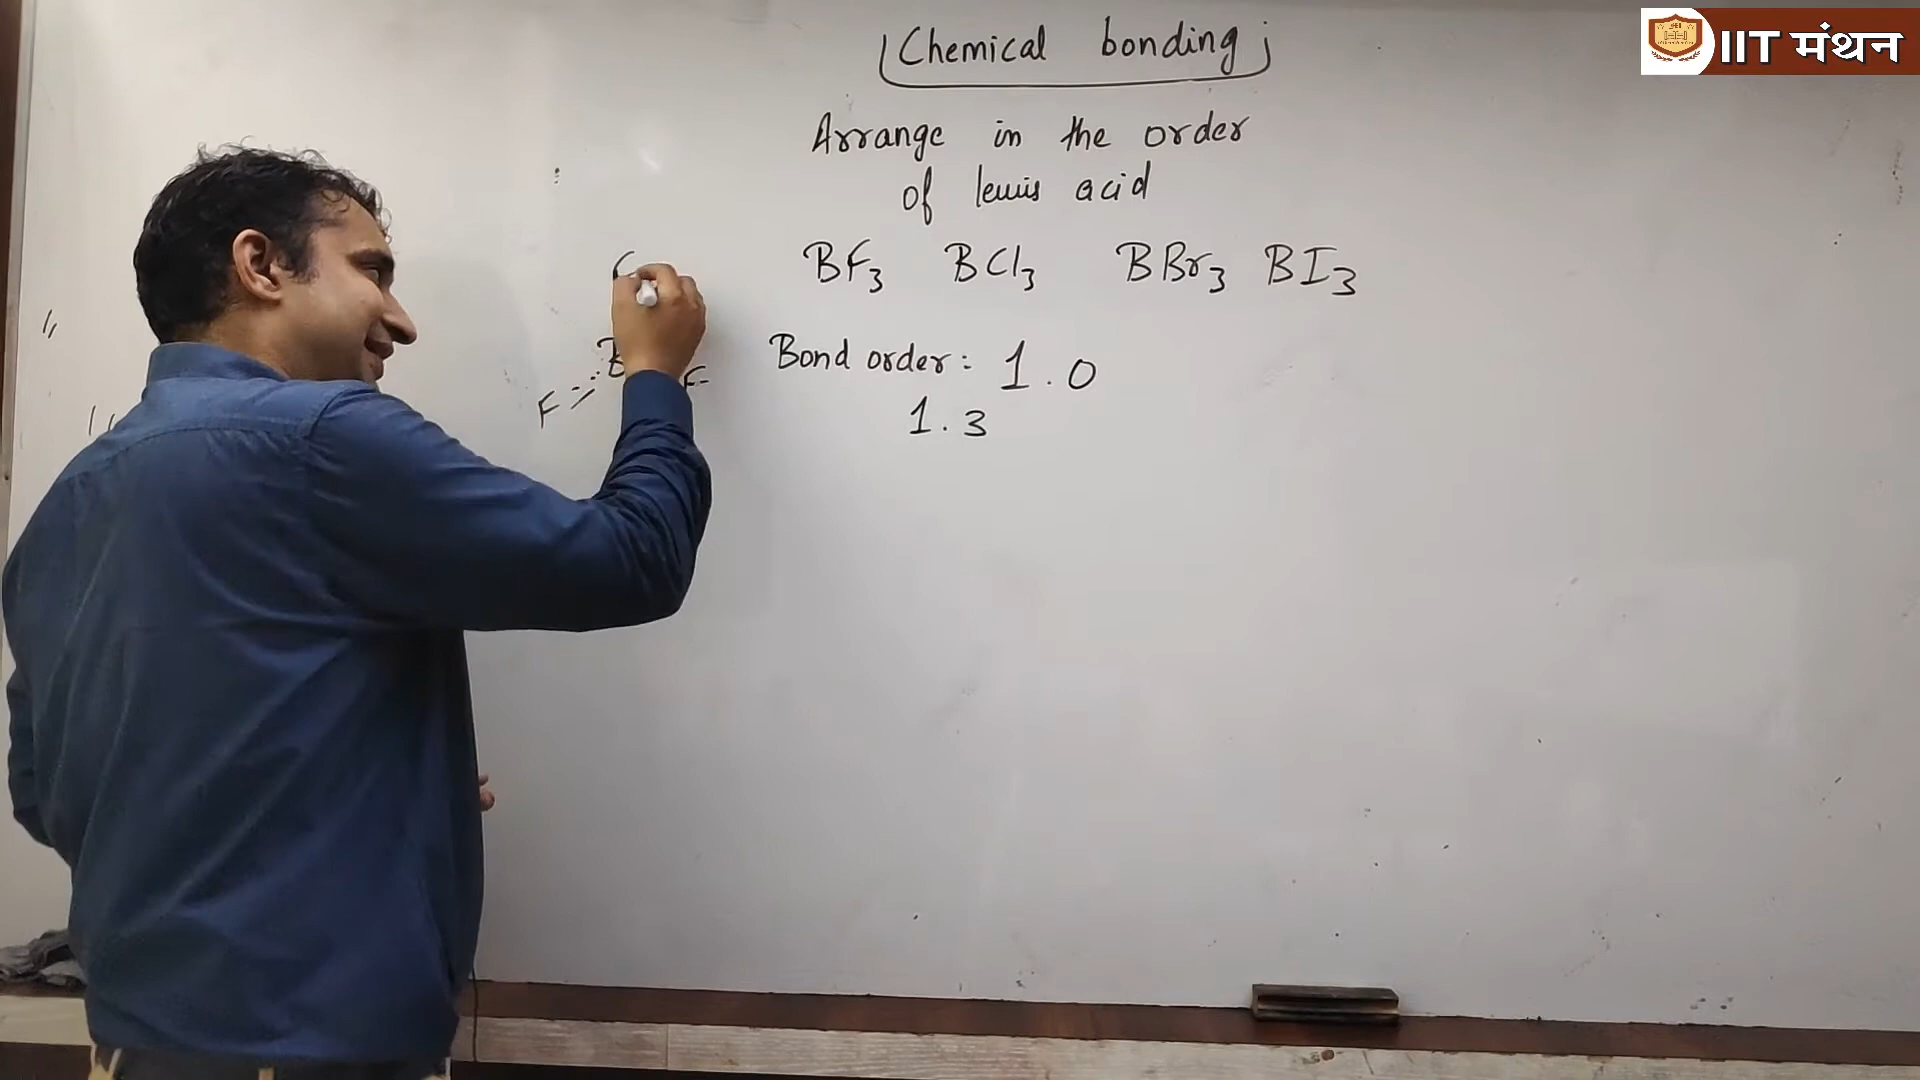 IIT मंथन
Chemical bonding
Arrange in the order
of lewis acid
BF3 BCl3 BBr3 BI3
Bond order: 1.0
1.3
B
F F